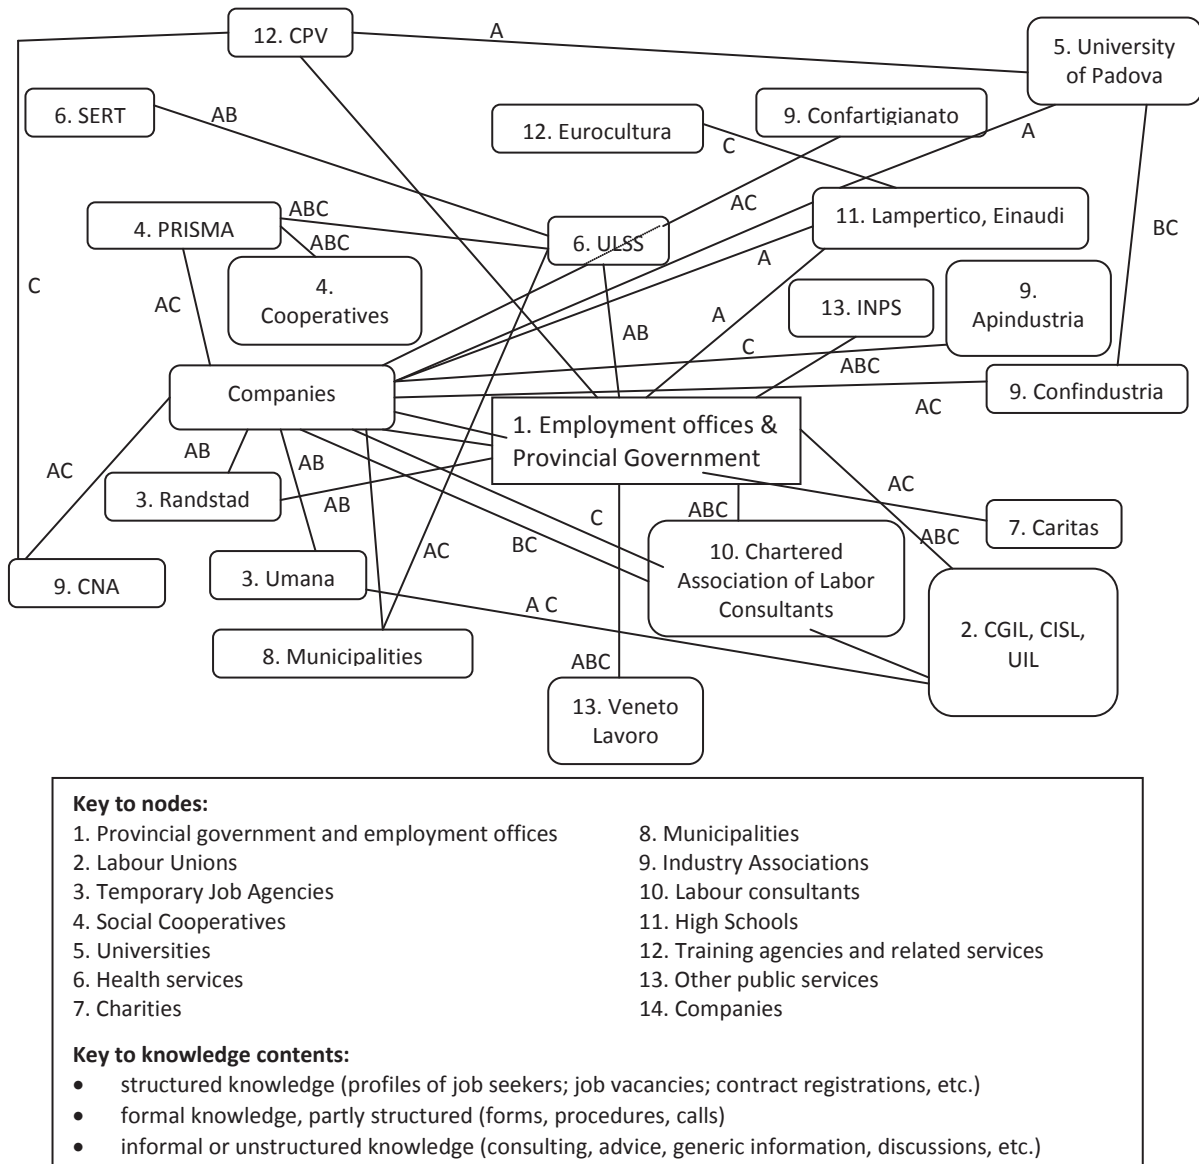 12. CPV
A
5. University
of Padova
6. SERT
AB
12. Eurocultura
9. Confartigianato
C
A
ABC
4. PRISMA
ABC
6. ULSS
AC
11. Lampertico, Einaudi
BC
C
4.
Cooperatives
AC
A
13. INPS
9.
Apindustria
AB
A
C
Companies
ABC
9. Confindustria
AC
1. Employment offices &
Provincial Government
AB
AB
AC
3. Randstad
AB
AC
ABC
C
7. Caritas
ABC
BC
AC
10. Chartered
Association of Labor
Consultants
9. CNA
3. Umana
A C
2. CGIL, CISL,
UIL
8. Municipalities
ABC
13. Veneto
Lavoro
Key to nodes:
1. Provincial government and employment offices
2. Labour Unions
3. Temporary Job Agencies
4. Social Cooperatives
5. Universities
6. Health services
7. Charities
8. Municipalities
9. Industry Associations
10. Labour consultants
11. High Schools
12. Training agencies and related services
13. Other public services
14. Companies
Key to knowledge contents:
• structured knowledge (profiles of job seekers; job vacancies; contract registrations, etc.)
• formal knowledge, partly structured (forms, procedures, calls)
• informal or unstructured knowledge (consulting, advice, generic information, discussions, etc.)